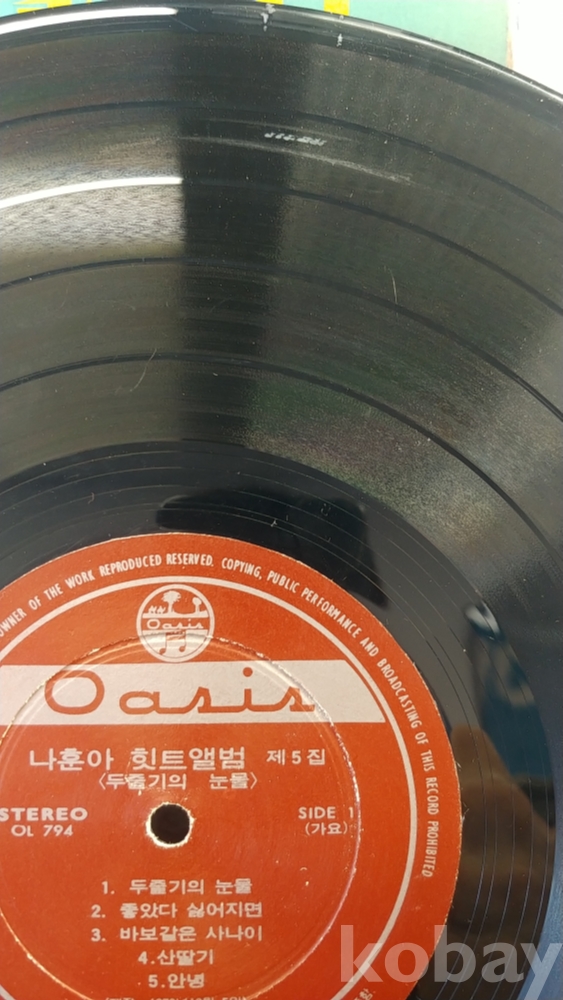 OWNER OF THE WORK REPRODUCED RESERVED. COPYING, PUBLIC PERFORMANCE AND BROADCASTING OF THIS RECORD PROHIBITED
Oasis
Oasis
나훈아 힛트앨범 제5집
〈두줄기의 눈물〉
STEREO SIDE 1
OL 794 (가요)
1. 두줄기의 눈물
2. 좋았다 싫어지면
3. 바보같은 사나이
4. 산딸기
5. 안녕
kobay